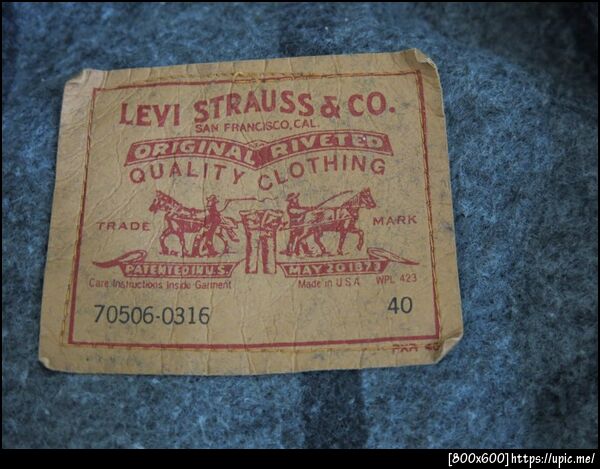 LEVI STRAUSS & CO.
SAN FRANCISCO, CAL.
ORIGINAL RIVETED
QUALITY CLOTHING
TRADE MARK
PATENTED IN U.S. MAY 20 1873
Care Instructions Inside Garment Made in U S A WPL 423
70506-0316 40
[800x600]https://upic.me/